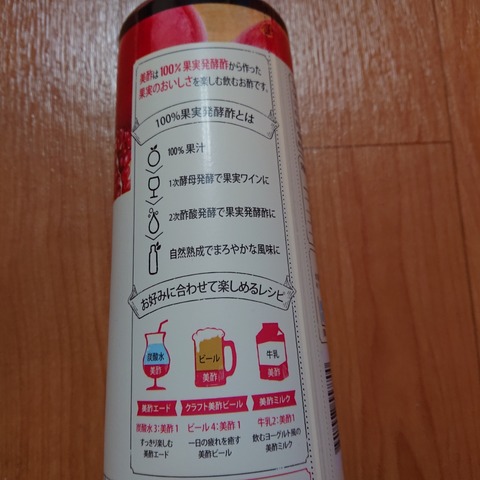 美酢は100%果実発酵酢から作った
果実のおいしさを楽しむ飲むお酢です。
100%果実発酵酢とは
100%果汁
1次酵母発酵で果実ワインに
2次酢酸発酵で果実発酵酢に
自然熟成でまろやかな風味に
お好みに合わせて楽しめるレシピ
炭酸水
美酢
ビール
美酢
牛乳
美酢
美酢エード
クラフト美酢ビール
美酢ミルク
炭酸水3:美酢1
ビール4:美酢1
牛乳2:美酢1
すっきり楽しむ
美酢エード
一日の疲れを癒す
美酢ビール
飲むヨーグルト風の
美酢ミルク